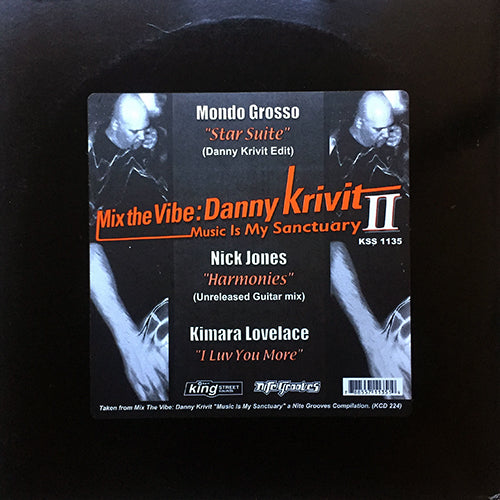 Mondo Grosso
"Star Suite"
(Danny Krivit Edit)
Mix the Vibe: Danny Krivit II
Music Is My Sanctuary
KSS 1135
Nick Jones
"Harmonies"
(Unreleased Guitar mix)
Kimara Lovelace
"I Luv You More"
king STREET SOUNDS
Nite Grooves
Taken from Mix The Vibe: Danny Krivit "Music Is My Sanctuary" a Nite Grooves Compilation. (KCD 224)